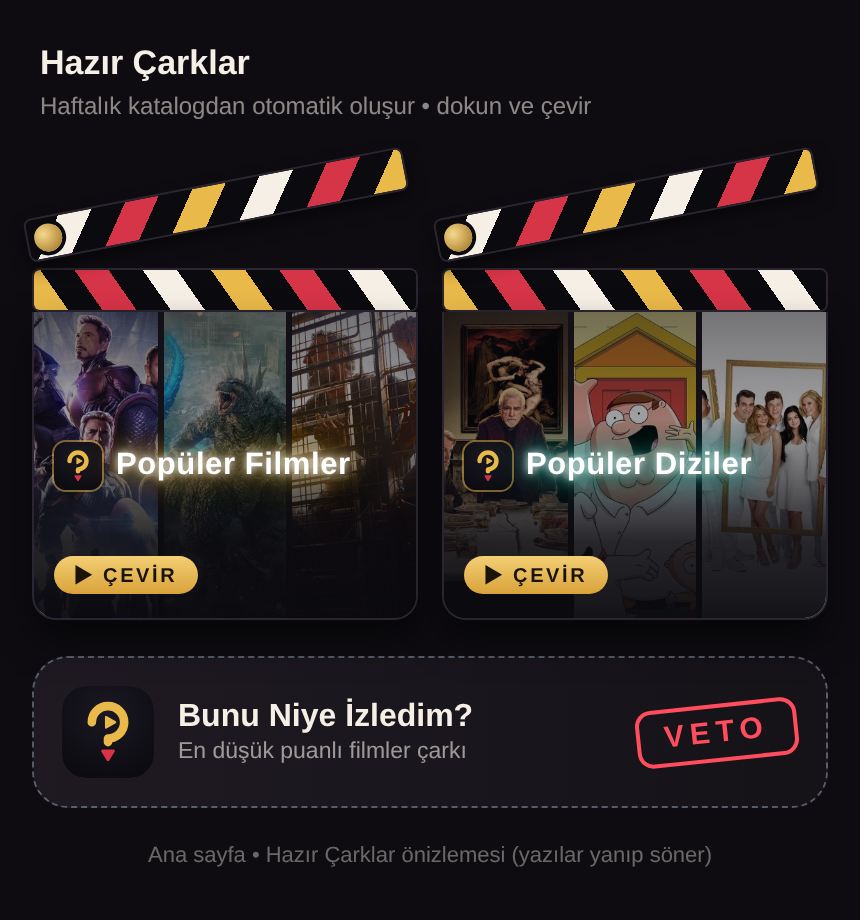 Hazır Çarklar
Haftalık katalogdan otomatik oluşur • dokun ve çevir
Popüler Filmler
Popüler Diziler
ÇEVİR
ÇEVİR
Bunu Niye İzledim?
En düşük puanlı filmler çarkı
VETO
Ana sayfa • Hazır Çarklar önizlemesi (yazılar yanıp söner)